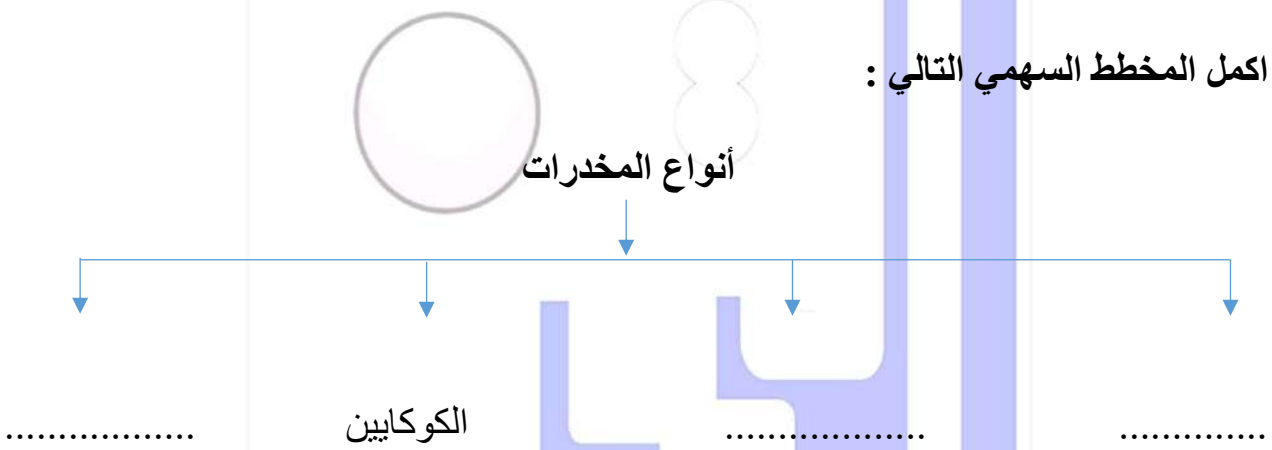 اكمل المخطط السهمي التالي :
أنواع المخدرات
.............. ................... الكوكايين ..................